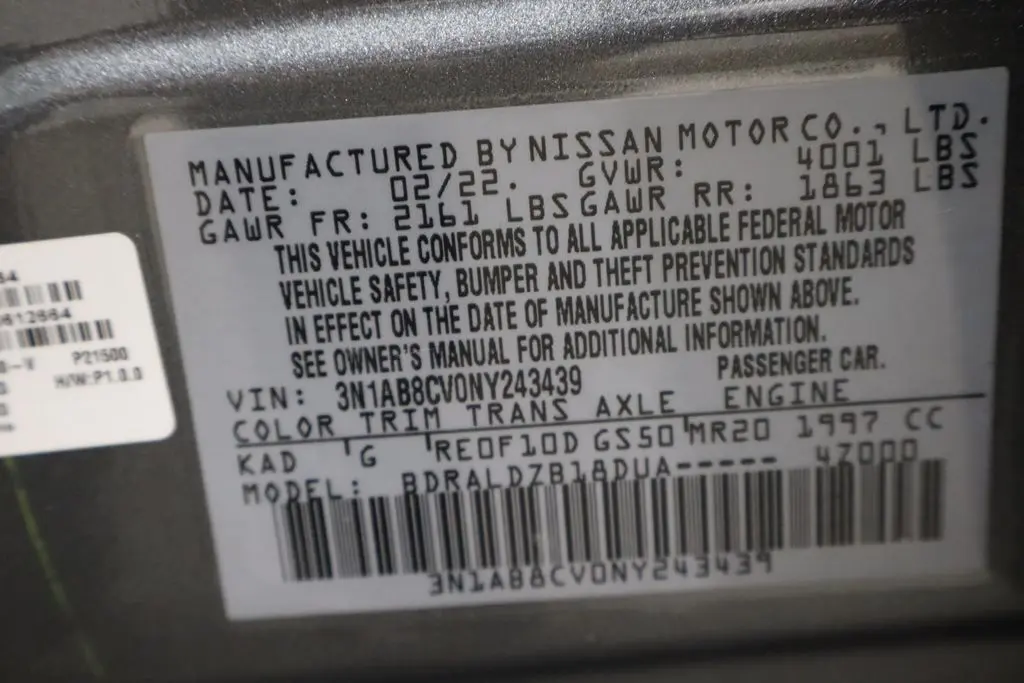 MANUFACTURED BY NISSAN MOTOR CO., LTD.
DATE: 02/22. GVWR: 4001 LBS
GAWR FR: 2161 LBS GAWR RR: 1863 LBS
THIS VEHICLE CONFORMS TO ALL APPLICABLE FEDERAL MOTOR
VEHICLE SAFETY, BUMPER AND THEFT PREVENTION STANDARDS
IN EFFECT ON THE DATE OF MANUFACTURE SHOWN ABOVE.
SEE OWNER'S MANUAL FOR ADDITIONAL INFORMATION.
VIN: 3N1AB8CV0NY243439 PASSENGER CAR.
COLOR TRIM TRANS AXLE ENGINE
KAD G RE0F10D GS50 MR20 1997 CC
MODEL: BDRALDZB18DUA----- 4Z000
3N1AB8CV0NY243439
P21500
H/W:P1.0.0